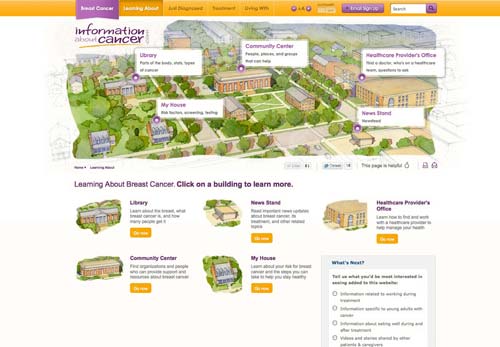 Breast Cancer
Learning About
Just Diagnosed
Treatment
Living With
Email Sign Up
Search
information
about
cancer
Library
Parts of the body, stats, types
of cancer
Community Center
People, places, and groups
that can help
Healthcare Provider's Office
Find a doctor, who's on a healthcare
team, questions to ask
My House
Risk factors, screening, testing
News Stand
Newsfeed
Home
Learning About
This page is helpful
Learning About Breast Cancer. Click on a building to learn more.
Library
Learn about the breast, what
breast cancer is, and how
many people get it
Go now
News Stand
Read important news updates
about breast cancer, its
treatment, and other related
topics
Go now
Healthcare Provider's
Office
Learn how to find and work
with a healthcare provider to
help manage your health
Go now
Community Center
Find organizations and people
who can provide support and
resources about breast cancer
Go now
My House
Learn about your risk for breast
cancer and the steps you can
take to help you stay healthy
Go now
What's Next?
Tell us what you'd be most interested in
seeing added to this website:
Information related to working during
treatment
Information specific to young adults with
cancer
Information about eating well during and
after treatment
Videos and stories shared by other
patients & caregivers